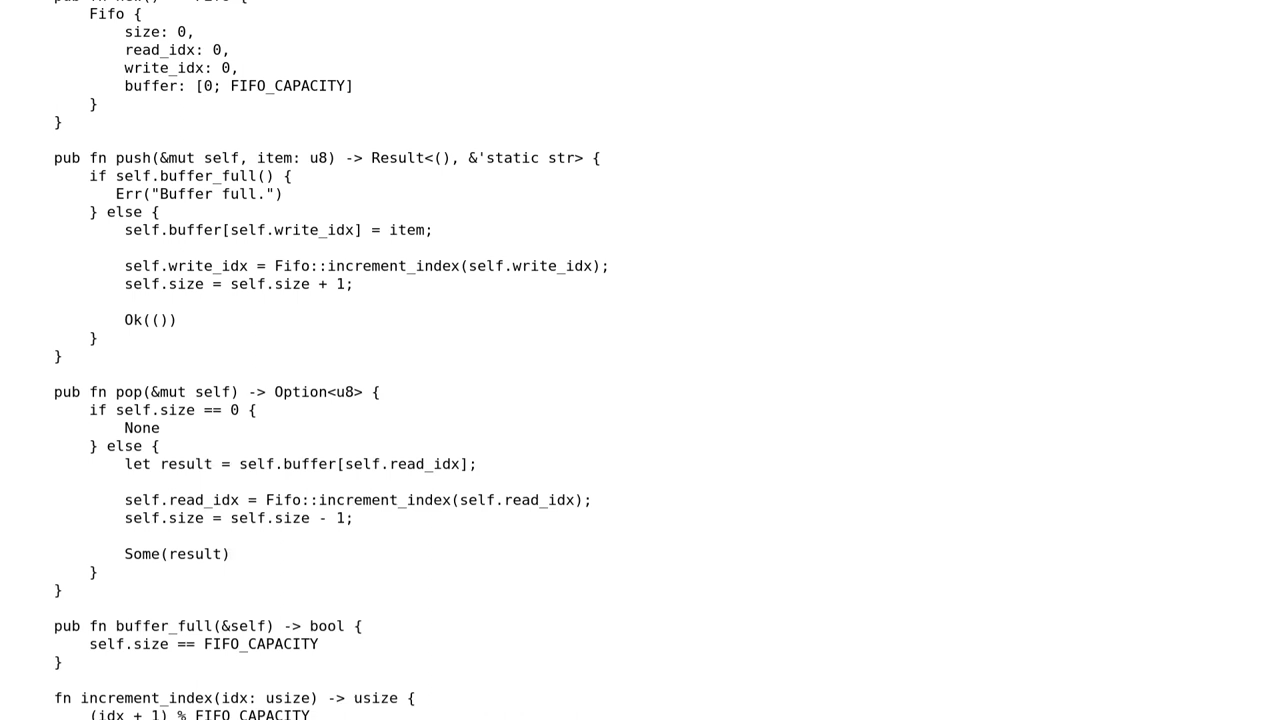 Fifo {
size: 0,
read_idx: 0,
write_idx: 0,
buffer: [0; FIFO_CAPACITY]
}
}
pub fn push(&mut self, item: u8) -> Result<(), &'static str> {
if self.buffer_full() {
Err("Buffer full.")
} else {
self.buffer[self.write_idx] = item;
self.write_idx = Fifo::increment_index(self.write_idx);
self.size = self.size + 1;
Ok(())
}
}
pub fn pop(&mut self) -> Option<u8> {
if self.size == 0 {
None
} else {
let result = self.buffer[self.read_idx];
self.read_idx = Fifo::increment_index(self.read_idx);
self.size = self.size - 1;
Some(result)
}
}
pub fn buffer_full(&self) -> bool {
self.size == FIFO_CAPACITY
}
fn increment_index(idx: usize) -> usize {
(idx + 1) % FIFO_CAPACITY